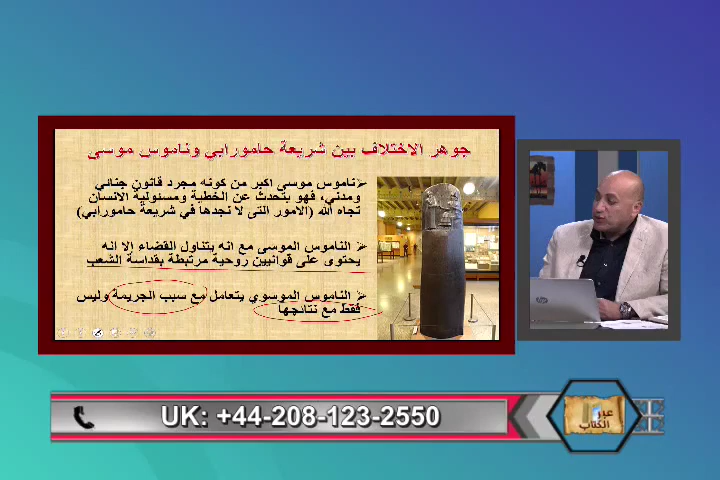 جوهر الاختلاف بين شريعة حامورابي وناموس موسى
ناموس موسى اكبر من كونه مجرد قانون جنائي
ومدني، فهو يتحدث عن الخطية ومسئولية الانسان
تجاه الله (الامور التى لا نجدها في شريعة حامورابي)
الناموس الموسى مع انه يتناول القضاء إلا انه
يحتوى على قوانيين روحية مرتبطة بقداسة الشعب
الناموس الموسوي يتعامل مع سبب الجريمة وليس
فقط مع نتائجها
hp
UK: +44-208-123-2550
عبر
الكتاب